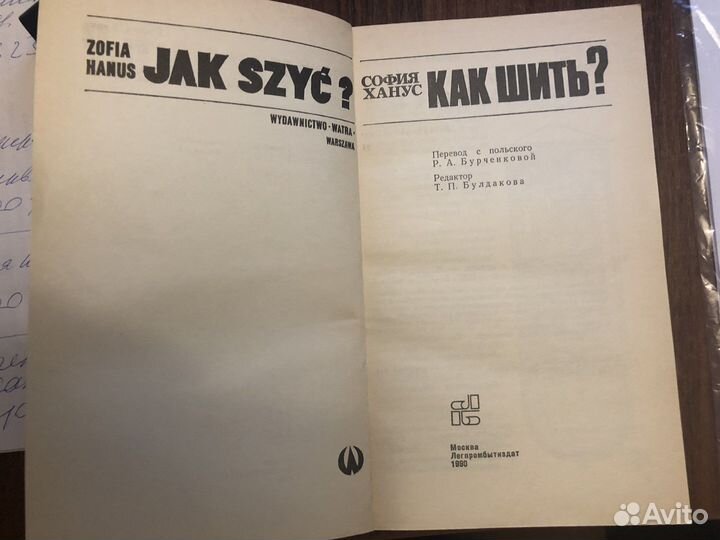 ZOFIA
HANUS
JAK SZYĆ?
WYDAWNICTWO·WATRA·
WARSZAWA
СОФИЯ
ХАНУС
КАК ШИТЬ?
Перевод с польского
Р. А. Бурченковой
Редактор
Т. П. Булдакова
Москва
Легпромбытиздат
1990
Avito